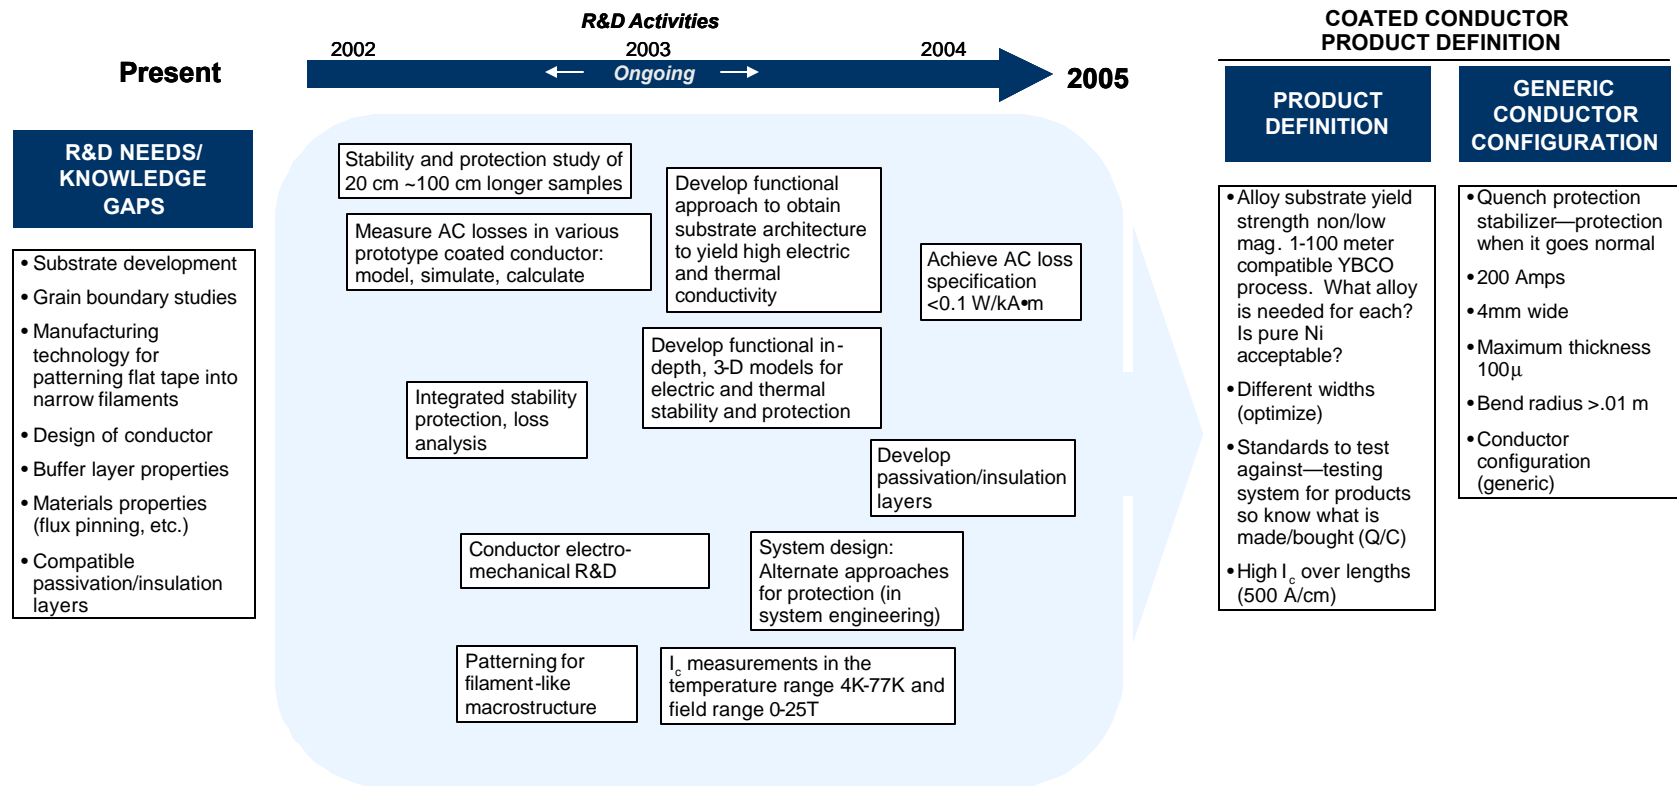 R&D Activities
2002
2003
2004
Present
Ongoing
2005
R&D NEEDS/
KNOWLEDGE
GAPS
• Substrate development
• Grain boundary studies
• Manufacturing
technology for
patterning flat tape into
narrow filaments
• Design of conductor
• Buffer layer properties
• Materials properties
(flux pinning, etc.)
• Compatible
passivation/insulation
layers
Stability and protection study of
20 cm ~100 cm longer samples
Measure AC losses in various
prototype coated conductor:
model, simulate, calculate
Develop functional
approach to obtain
substrate architecture
to yield high electric
and thermal
conductivity
Achieve AC loss
specification
<0.1 W/kA•m
Develop functional in-
depth, 3-D models for
electric and thermal
stability and protection
Integrated stability
protection, loss
analysis
Develop
passivation/insulation
layers
Conductor electro-
mechanical R&D
System design:
Alternate approaches
for protection (in
system engineering)
Patterning for
filament-like
macrostructure
Ic measurements in the
temperature range 4K-77K and
field range 0-25T
COATED CONDUCTOR
PRODUCT DEFINITION
PRODUCT
DEFINITION
• Alloy substrate yield
strength non/low
mag. 1-100 meter
compatible YBCO
process. What alloy
is needed for each?
Is pure Ni
acceptable?
• Different widths
(optimize)
• Standards to test
against—testing
system for products
so know what is
made/bought (Q/C)
• High Ic over lengths
(500 A/cm)
GENERIC
CONDUCTOR
CONFIGURATION
• Quench protection
stabilizer—protection
when it goes normal
• 200 Amps
• 4mm wide
• Maximum thickness
100μ
• Bend radius >.01 m
• Conductor
configuration
(generic)